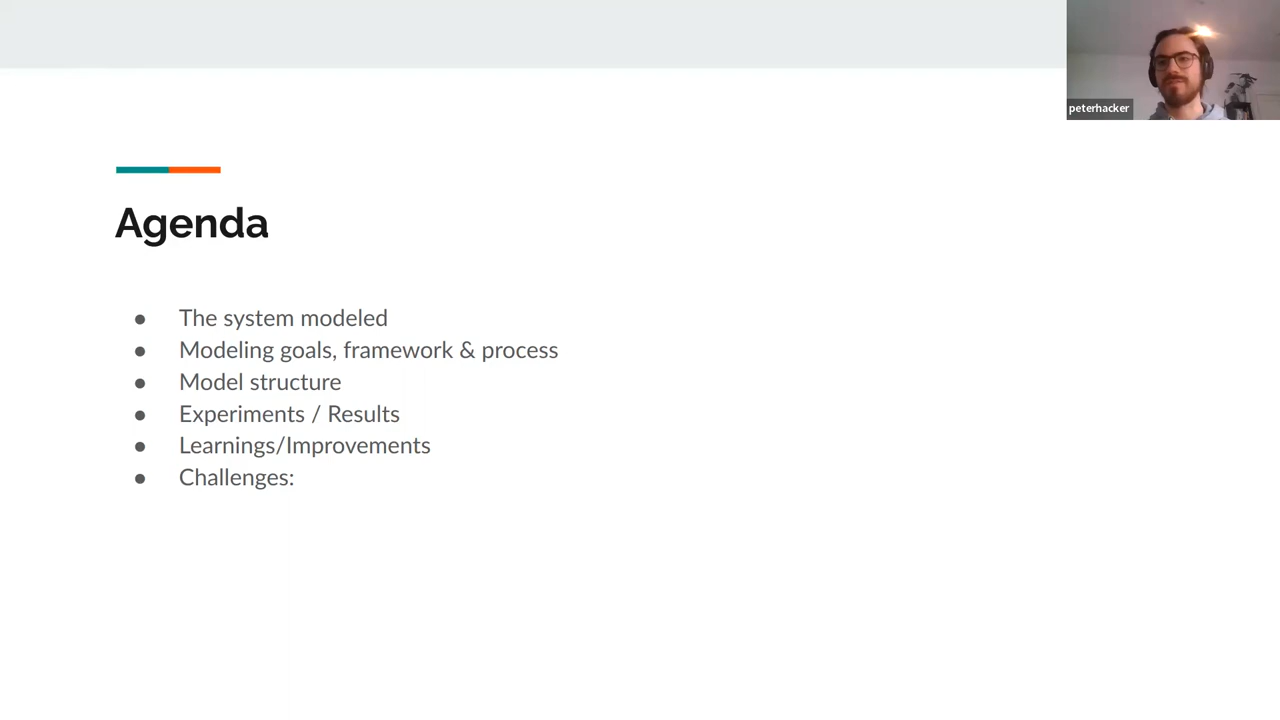 peterhacker
Agenda
● The system modeled
● Modeling goals, framework & process
● Model structure
● Experiments / Results
● Learnings/Improvements
● Challenges: